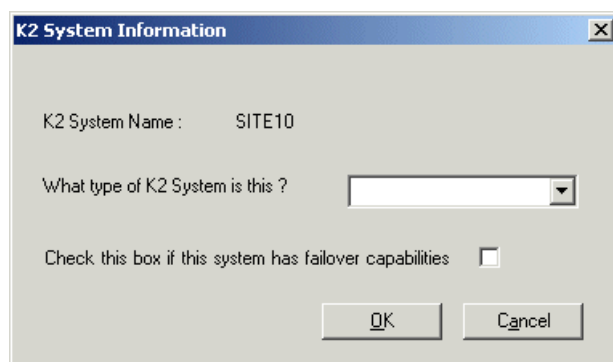 K2 System Information
K2 System Name : SITE10
What type of K2 System is this ?
Check this box if this system has failover capabilities
OK Cancel